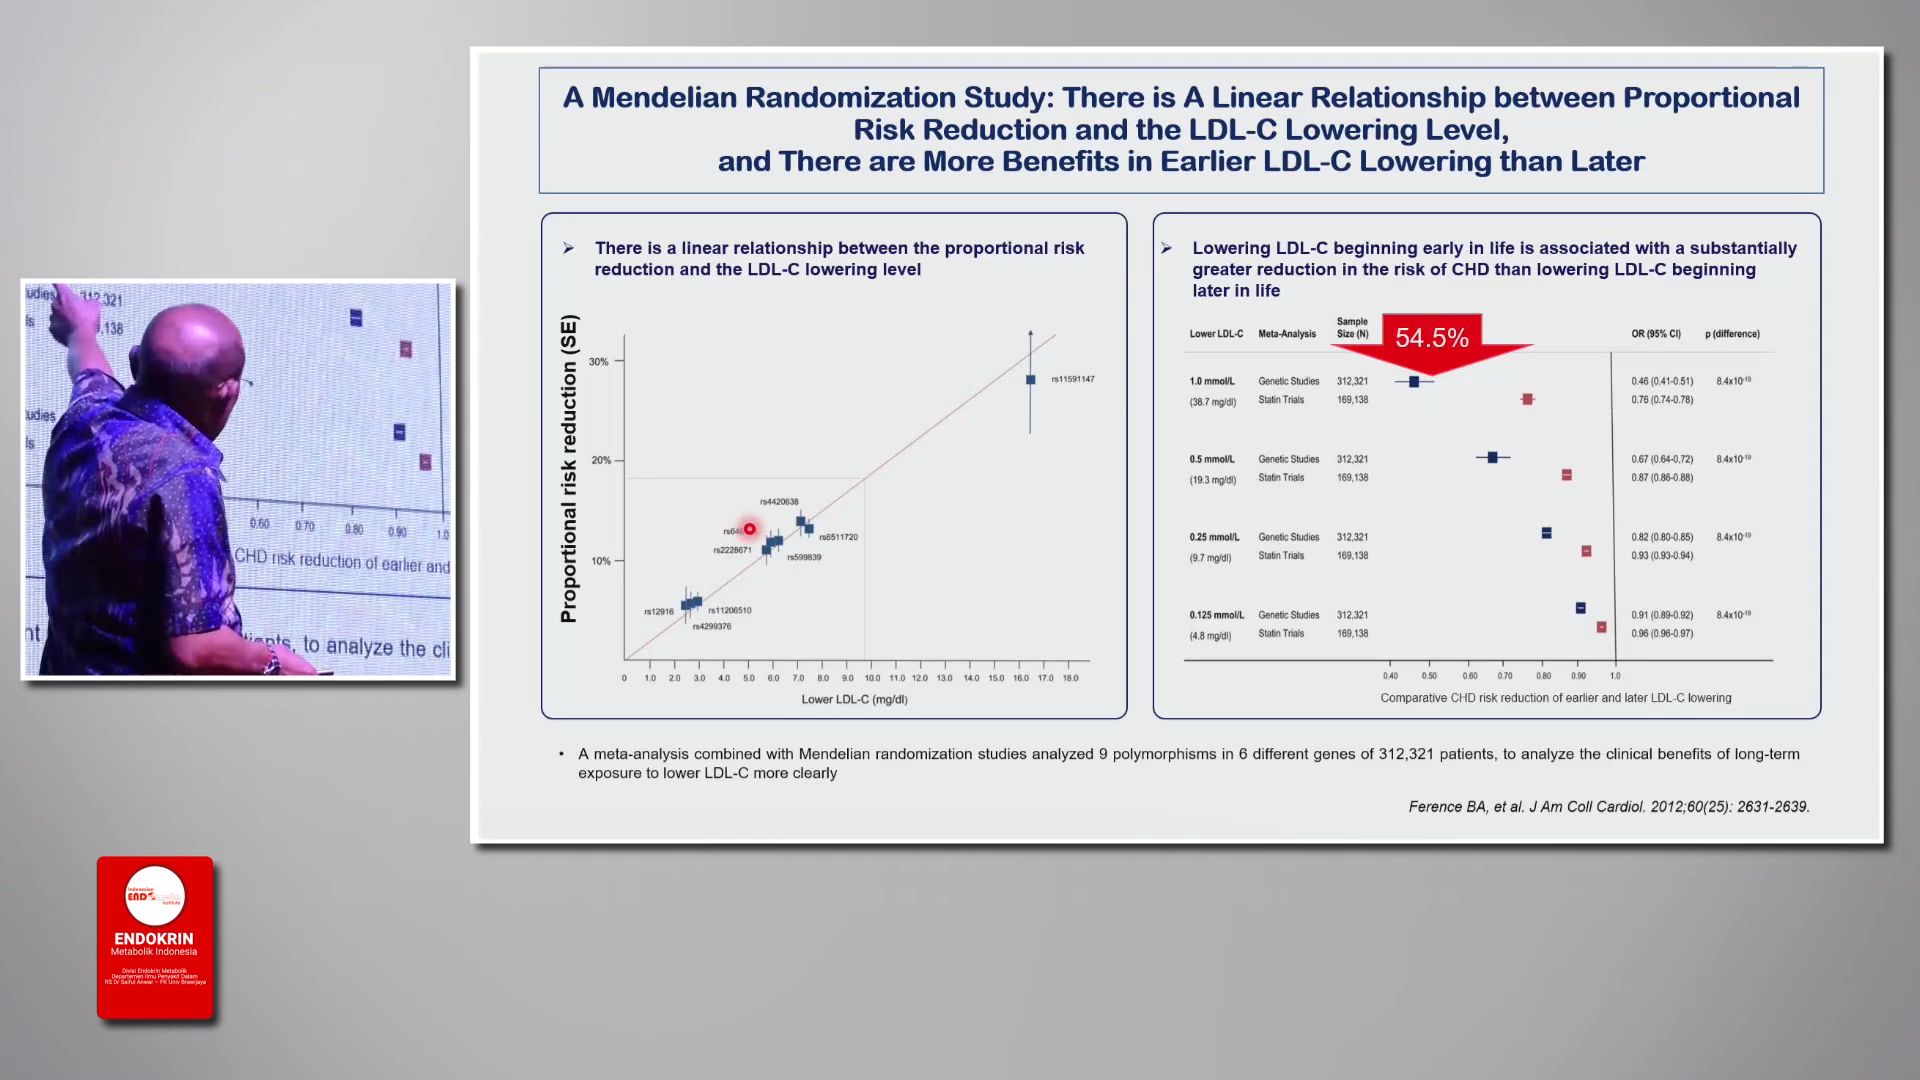 A Mendelian Randomization Study: There is A Linear Relationship between Proportional
Risk Reduction and the LDL-C Lowering Level,
and There are More Benefits in Earlier LDL-C Lowering than Later
➢ There is a linear relationship between the proportional risk
reduction and the LDL-C lowering level
Proportional risk reduction (SE)
30%
20%
10%
rs11591147
rs4420638
rs6511720
rs2228671
rs599839
rs12916
rs11206510
rs4299376
0 1.0 2.0 3.0 4.0 5.0 6.0 7.0 8.0 9.0 10.0 11.0 12.0 13.0 14.0 15.0 16.0 17.0 18.0
Lower LDL-C (mg/dl)
➢ Lowering LDL-C beginning early in life is associated with a substantially
greater reduction in the risk of CHD than lowering LDL-C beginning
later in life
Lower LDL-C Meta-Analysis Sample Size (N) OR (95% CI) p (difference)
54.5%
1.0 mmol/L Genetic Studies 312,321 0.46 (0.41-0.51) 8.4x10-19
(38.7 mg/dl) Statin Trials 169,138 0.76 (0.74-0.78)
0.5 mmol/L Genetic Studies 312,321 0.67 (0.64-0,72) 8.4x10-19
(19.3 mg/dl) Statin Trials 169,138 0.87 (0.86-0.88)
0.25 mmol/L Genetic Studies 312,321 0.82 (0.80-0.85) 8.4x10-19
(9.7 mg/dl) Statin Trials 169,138 0.93 (0.93-0.94)
0.125 mmol/L Genetic Studies 312,321 0.91 (0.89-0.92) 8.4x10-19
(4.8 mg/dl) Statin Trials 169,138 0.96 (0.96-0.97)
0.40 0.50 0.60 0.70 0.80 0.90 1.0
Comparative CHD risk reduction of earlier and later LDL-C lowering
• A meta-analysis combined with Mendelian randomization studies analyzed 9 polymorphisms in 6 different genes of 312,321 patients, to analyze the clinical benefits of long-term
exposure to lower LDL-C more clearly
Ference BA, et al. J Am Coll Cardiol. 2012;60(25): 2631-2639.
312,321
0.60 0.70 0.80 0.90 1.0
CHD risk reduction of earlier and
to analyze the
Indonesian
Institute
ENDOKRIN
Metabolik Indonesia
Divisi Endokrin Metabolik
Departemen Ilmu Penyakit Dalam
RS Dr Saiful Anwar – FK Univ Brawijaya